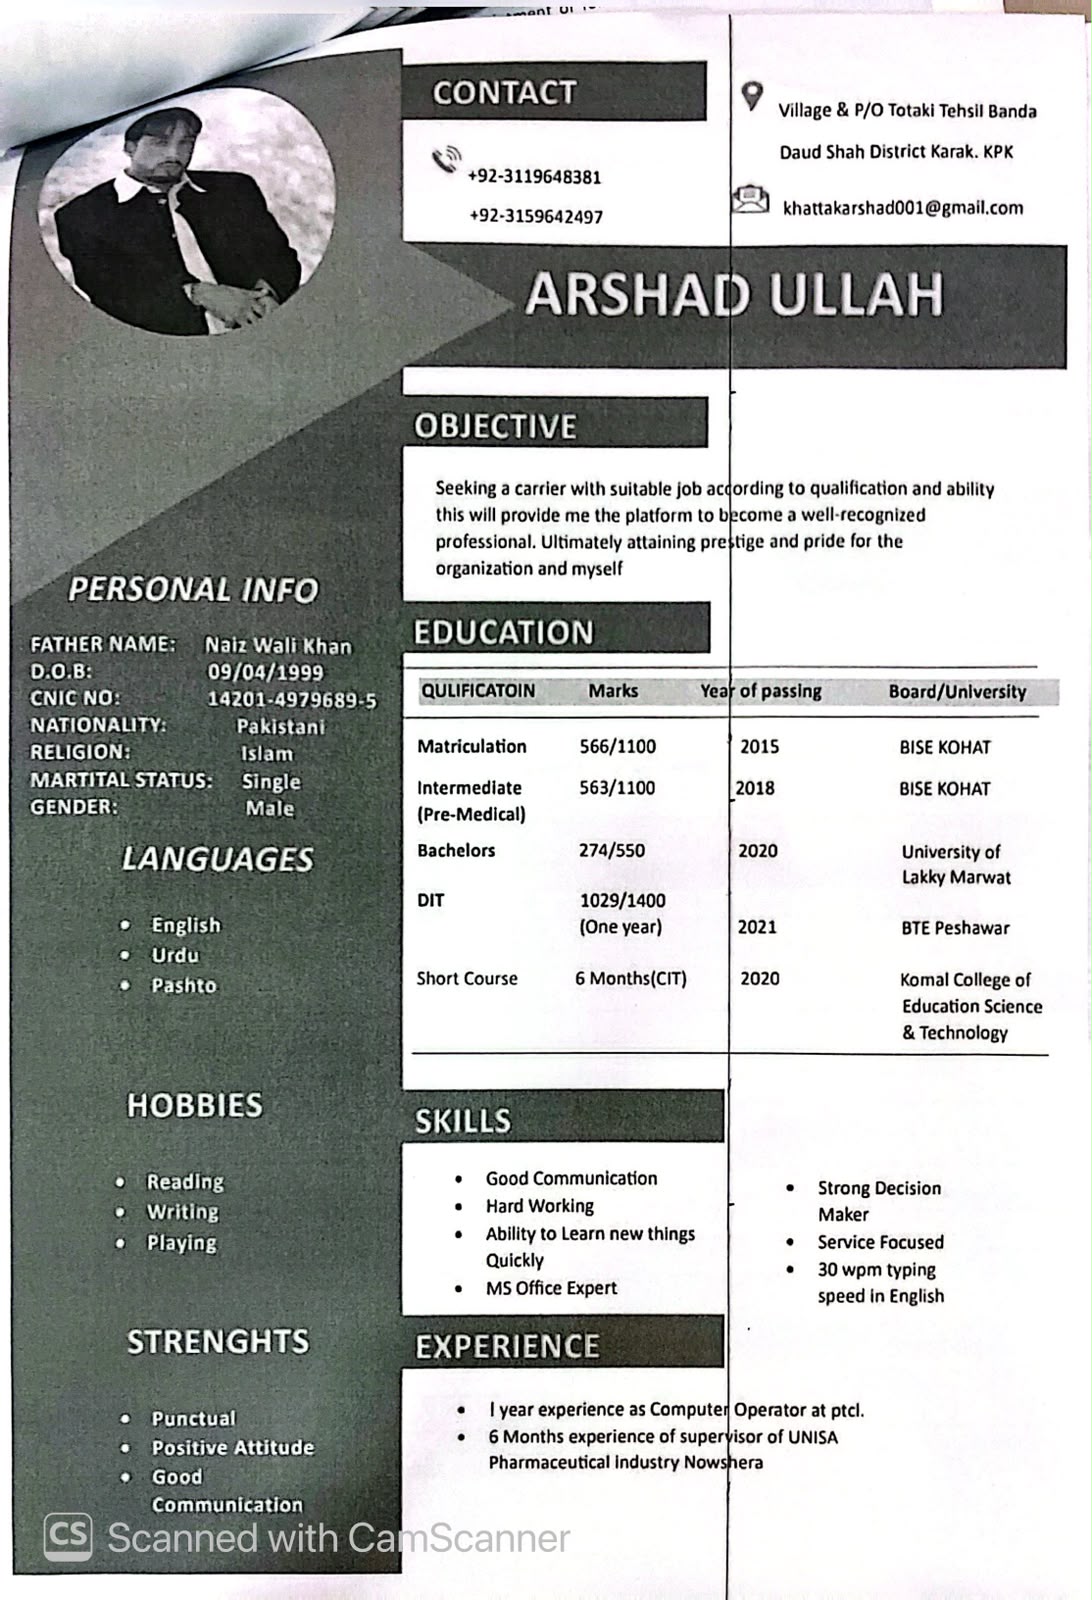 CONTACT
+92-3119648381
+92-3159642497
Village & P/O Totaki Tehsil Banda
Daud Shah District Karak. KPK
khattakarshad001@gmail.com
ARSHAD ULLAH
OBJECTIVE
Seeking a carrier with suitable job according to qualification and ability
this will provide me the platform to become a well-recognized
professional. Ultimately attaining prestige and pride for the
organization and myself
PERSONAL INFO
FATHER NAME: Naiz Wali Khan
D.O.B: 09/04/1999
CNIC NO: 14201-4979689-5
NATIONALITY: Pakistani
RELIGION: Islam
MARTITAL STATUS: Single
GENDER: Male
LANGUAGES
• English
• Urdu
• Pashto
HOBBIES
• Reading
• Writing
• Playing
STRENGHTS
• Punctual
• Positive Attitude
• Good
Communication
EDUCATION
QULIFICATOIN Marks Year of passing Board/University
Matriculation 566/1100 2015 BISE KOHAT
Intermediate 563/1100 2018 BISE KOHAT
(Pre-Medical)
Bachelors 274/550 2020 University of
Lakky Marwat
DIT 1029/1400
(One year) 2021 BTE Peshawar
Short Course 6 Months(CIT) 2020 Komal College of
Education Science
& Technology
SKILLS
• Good Communication
• Hard Working
• Ability to Learn new things
Quickly
• MS Office Expert
• Strong Decision
Maker
• Service Focused
• 30 wpm typing
speed in English
EXPERIENCE
• I year experience as Computer Operator at ptcl.
• 6 Months experience of supervisor of UNISA
Pharmaceutical Industry Nowshera
CS Scanned with CamScanner